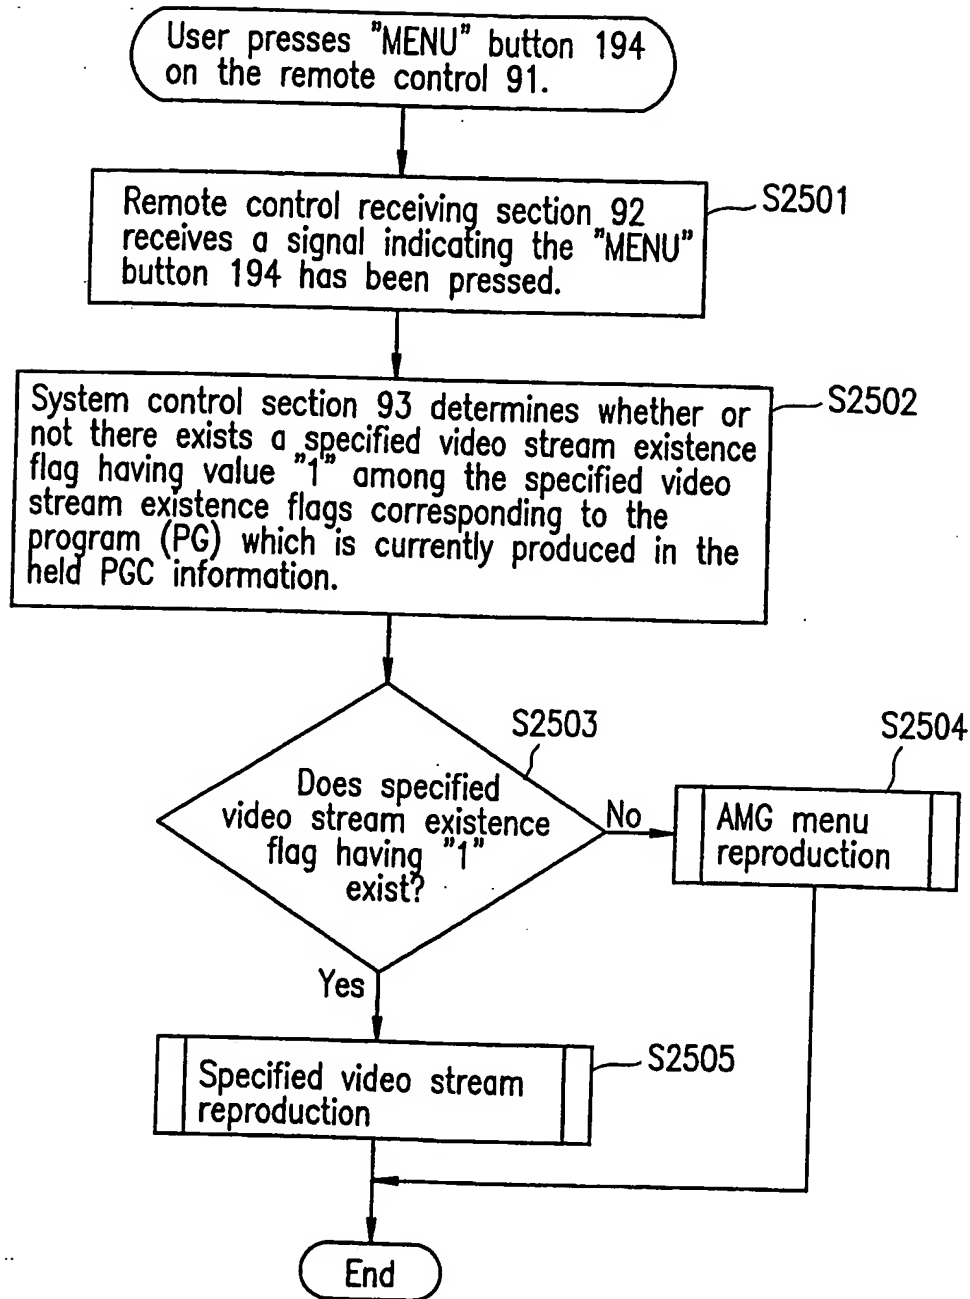 User presses "MENU" button 194
on the remote control 91.
Remote control receiving section 92
receives a signal indicating the "MENU"
button 194 has been pressed.
S2501
System control section 93 determines whether or
not there exists a specified video stream existence
flag having value "1" among the specified video
stream existence flags corresponding to the
program (PG) which is currently produced in the
held PGC information.
S2502
Does specified
video stream existence
flag having "1"
exist?
S2503
No
AMG menu
reproduction
S2504
Yes
Specified video stream
reproduction
S2505
End